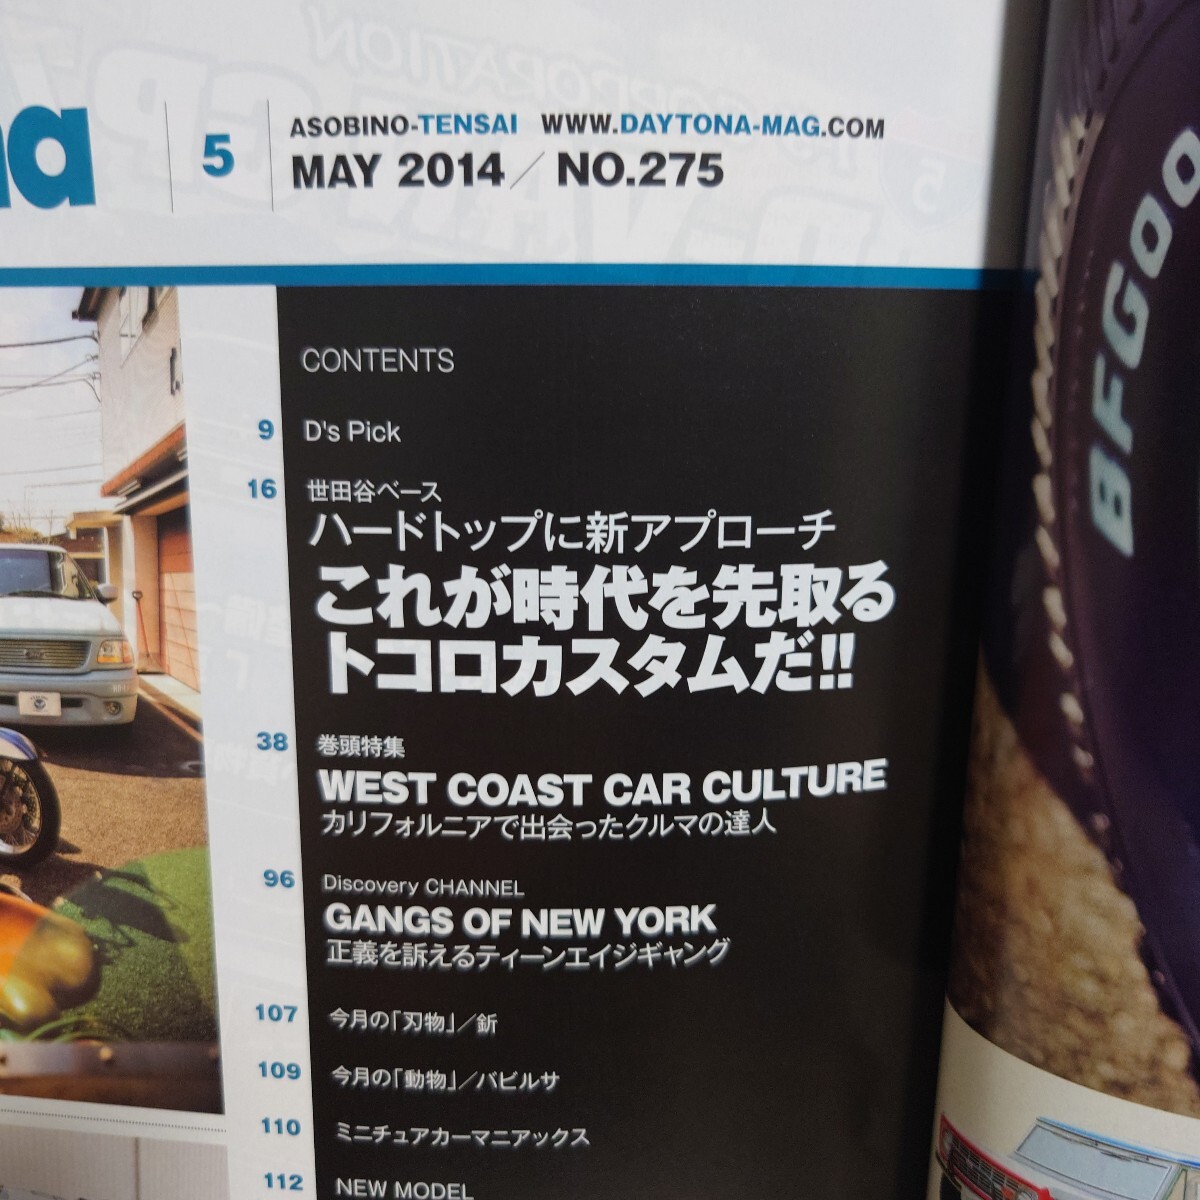 na
5
ASOBINO-TENSAI WWW.DAYTONA-MAG.COM
MAY 2014／NO.275
CONTENTS
9 D's Pick
16 世田谷ベース
ハードトップに新アプローチ
これが時代を先取る
トコロカスタムだ!!
38 巻頭特集
WEST COAST CAR CULTURE
カリフォルニアで出会ったクルマの達人
96 Discovery CHANNEL
GANGS OF NEW YORK
正義を訴えるティーンエイジギャング
107 今月の「刃物」／釿
109 今月の「動物」／バビルサ
110 ミニチュアカーマニアックス
112 NEW MODEL
BFGoo